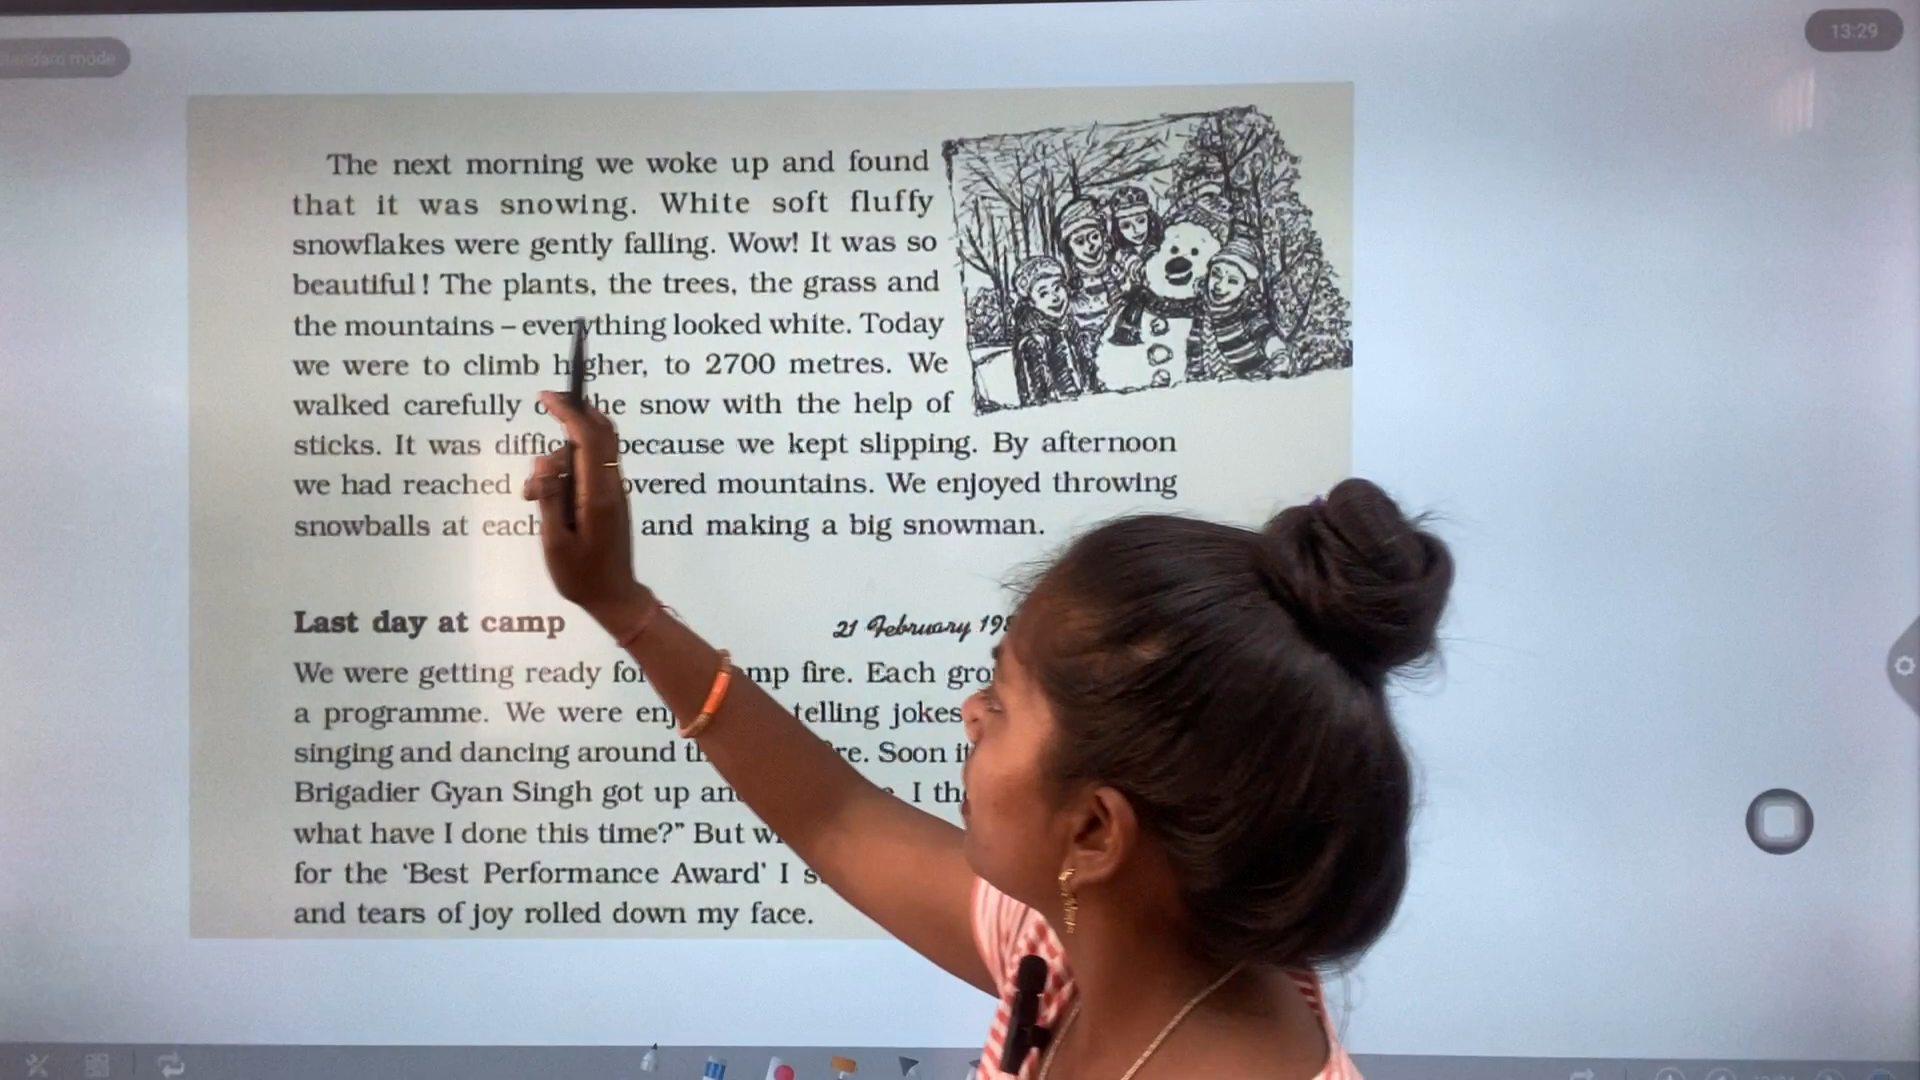 13:29
Standard mode
The next morning we woke up and found
that it was snowing. White soft fluffy
snowflakes were gently falling. Wow! It was so
beautiful! The plants, the trees, the grass and
the mountains – everything looked white. Today
we were to climb higher, to 2700 metres. We
walked carefully the snow with the help of
sticks. It was because we kept slipping. By afternoon
we had reached mountains. We enjoyed throwing
snowballs at each and making a big snowman.
Last day at camp
21 February
We were getting ready fire. Each
a programme. We were telling jokes
singing and dancing around Soon
Brigadier Gyan Singh got up I
what have I done this time?” But
for the ‘Best Performance Award’ I
and tears of joy rolled down my face.